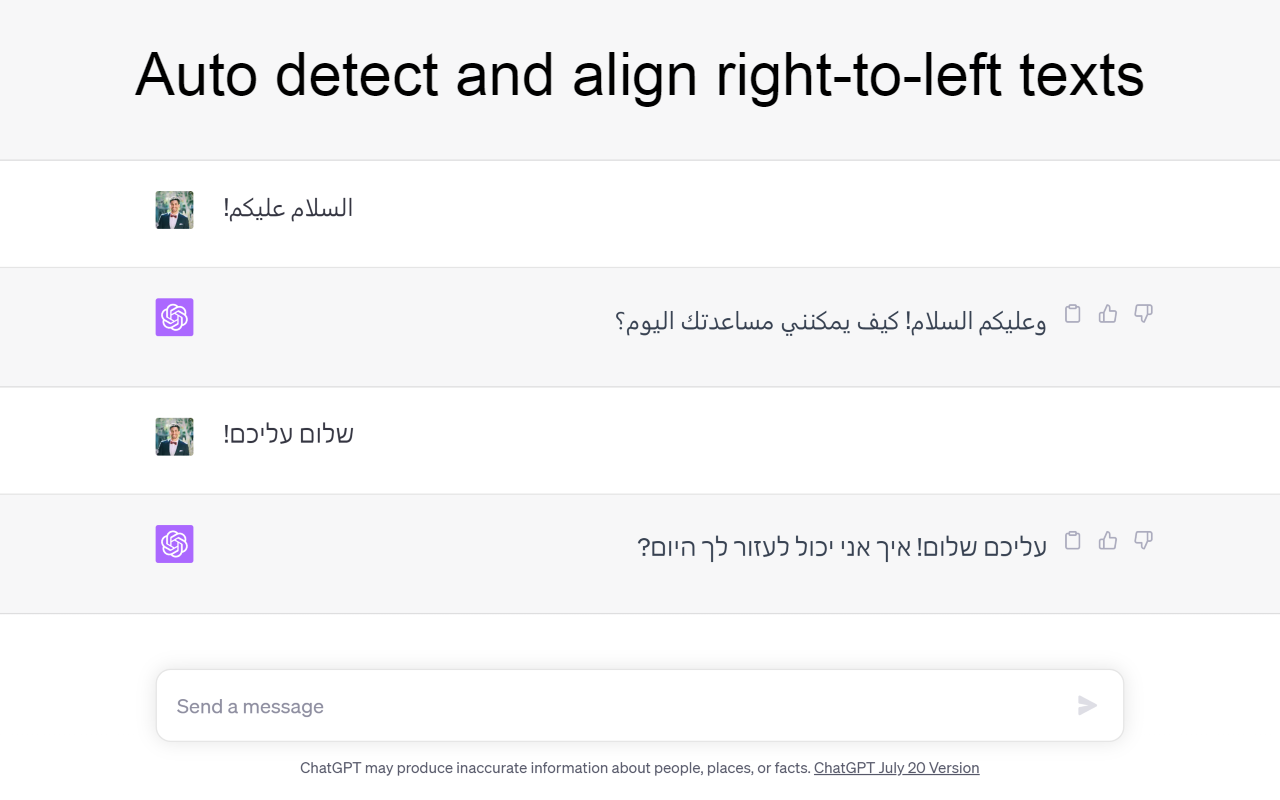 Auto detect and align right-to-left texts
السلام عليكم!
وعليكم السلام! كيف يمكنني مساعدتك اليوم؟
שלום עליכם!
עליכם שלום! איך אני יכול לעזור לך היום?
Send a message
ChatGPT may produce inaccurate information about people, places, or facts. ChatGPT July 20 Version